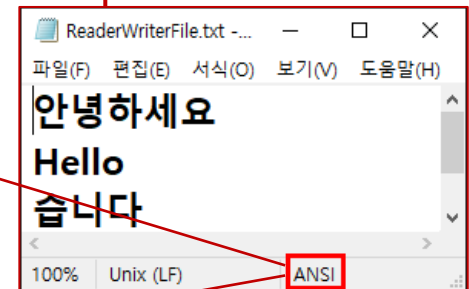 ReaderWriterFile.txt -...
파일(F) 편집(E) 서식(O) 보기(V) 도움말(H)
안녕하세요
Hello
습니다
100% Unix (LF) ANSI